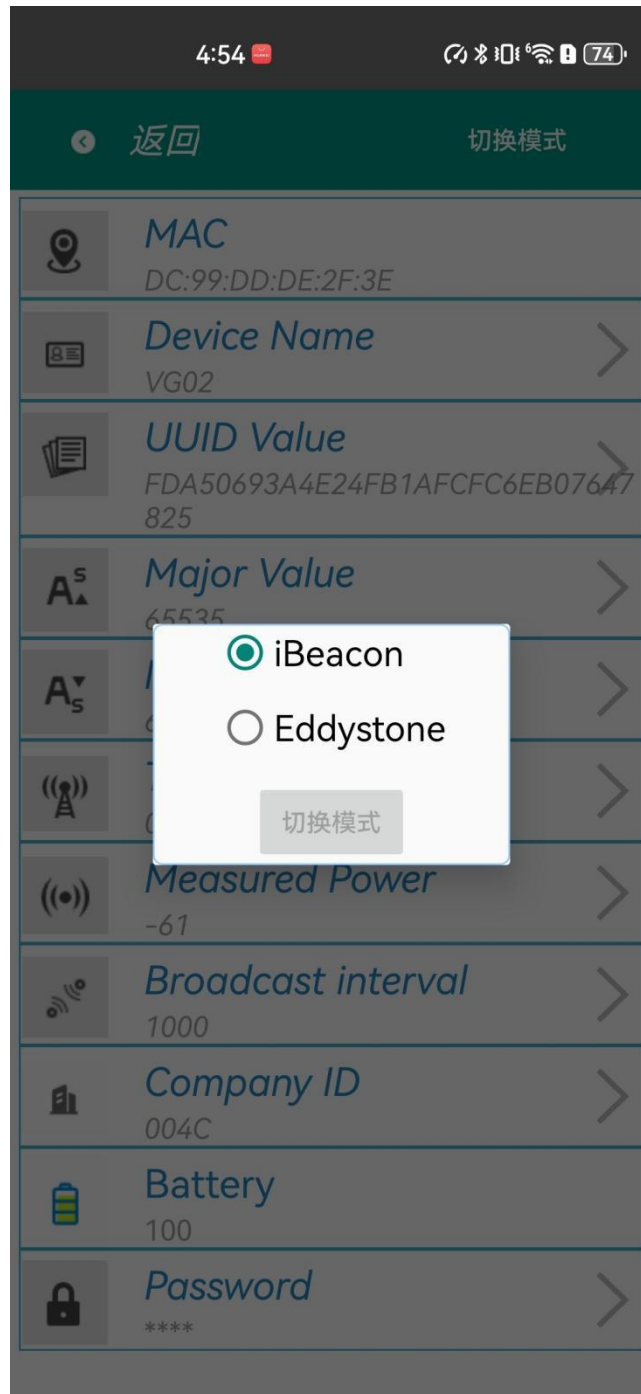 4:54
6
74
返回
切换模式
MAC
DC:99:DD:DE:2F:3E
Device Name
VG02
UUID Value
FDA50693A4E24FB1AFCFC6EB07647
825
Major Value
65535
iBeacon
Eddystone
切换模式
Measured Power
-61
Broadcast interval
1000
Company ID
004C
Battery
100
Password
****